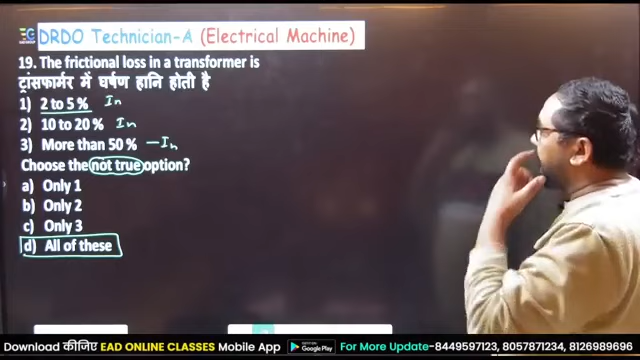 EG DRDO Technician-A (Electrical Machine)
19. The frictional loss in a transformer is
ट्रांसफार्मर में घर्षण हानि होती है
1) 2 to 5 % In
2) 10 to 20 % In
3) More than 50 % - In
Choose the not true option?
a) Only 1
b) Only 2
c) Only 3
d) All of these
Download कीजिए EAD ONLINE CLASSES Mobile App GET IT ON Google Play For More Update-8449597123, 8057871234, 8126989696